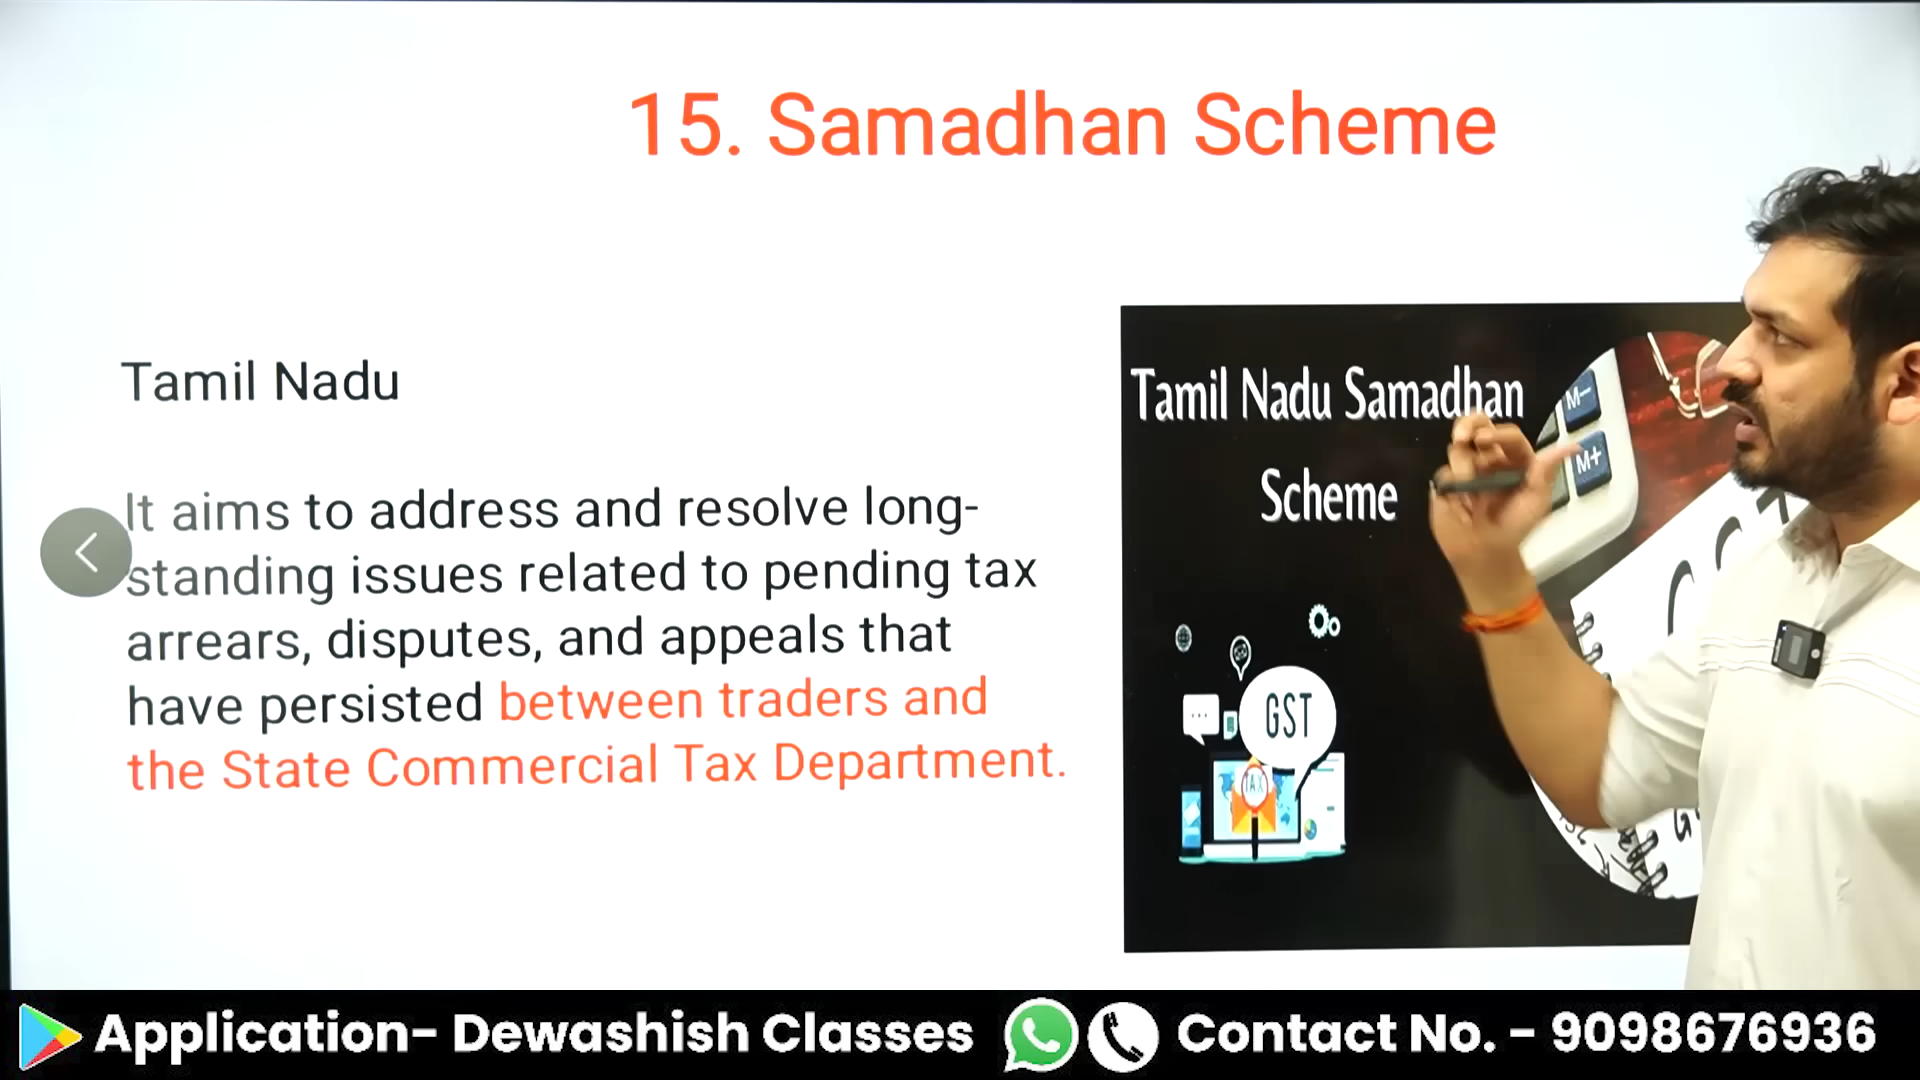 15. Samadhan Scheme
Tamil Nadu
It aims to address and resolve long-
standing issues related to pending tax
arrears, disputes, and appeals that
have persisted between traders and
the State Commercial Tax Department.
Tamil Nadu Samadhan
Scheme
M-
M+
GST
TAX
Application- Dewashish Classes
Contact No. - 9098676936